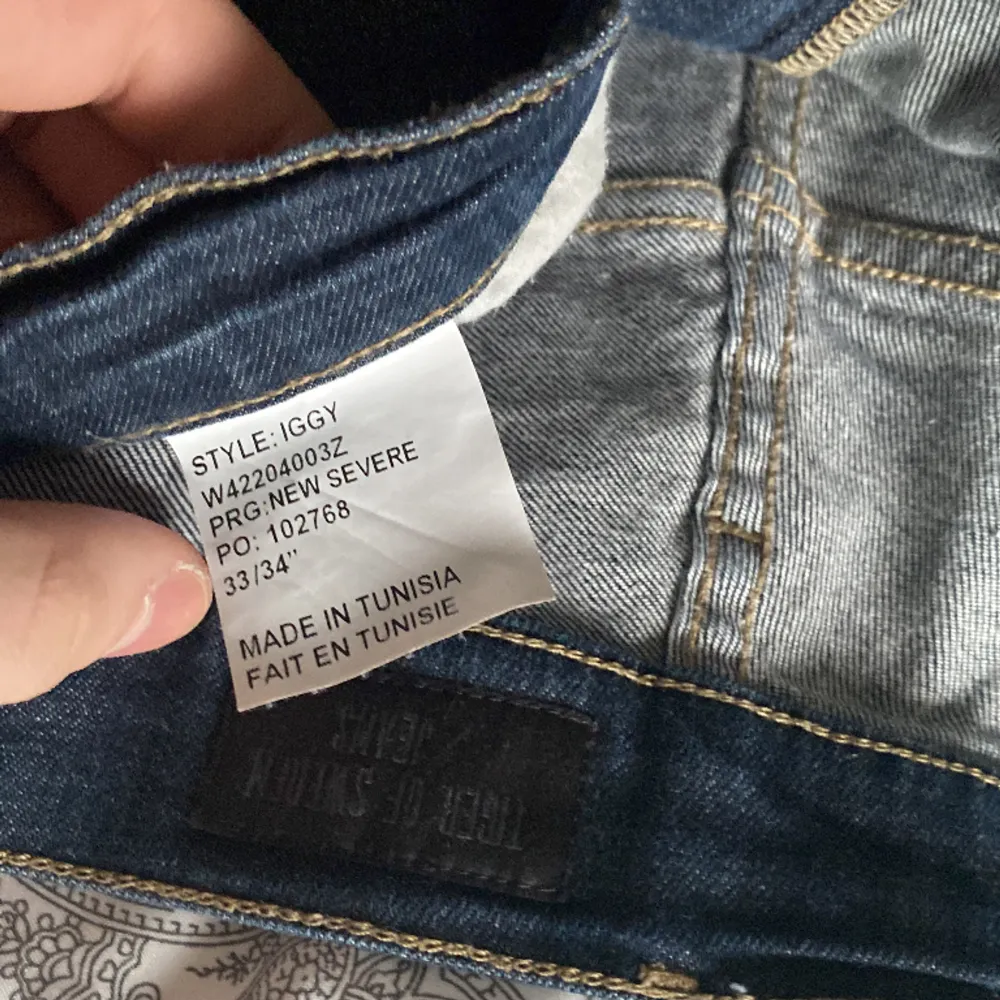 STYLE: IGGY
W42204003Z
PRG:NEW SEVERE
PO: 102768
33/34"
MADE IN TUNISIA
FAIT EN TUNISIE
TIGER OF SWEDEN
JEANS